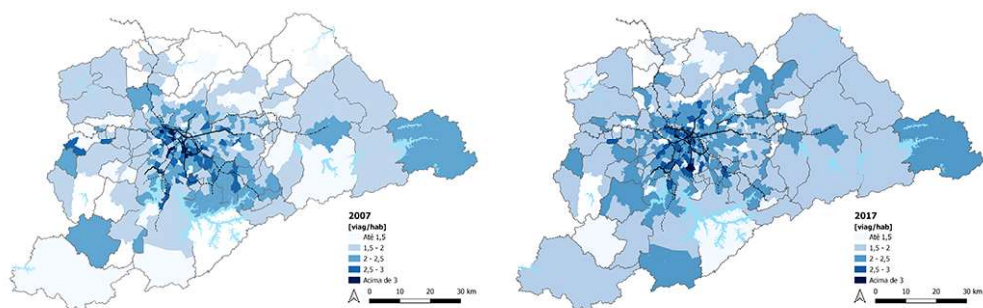 2007
[viag/hab]
Até 1,5
1,5 - 2
2 - 2,5
2,5 - 3
Acima de 3
0 10 20 30 km
2017
[viag/hab]
Até 1,5
1,5 - 2
2 - 2,5
2,5 - 3
Acima de 3
0 10 20 30 km